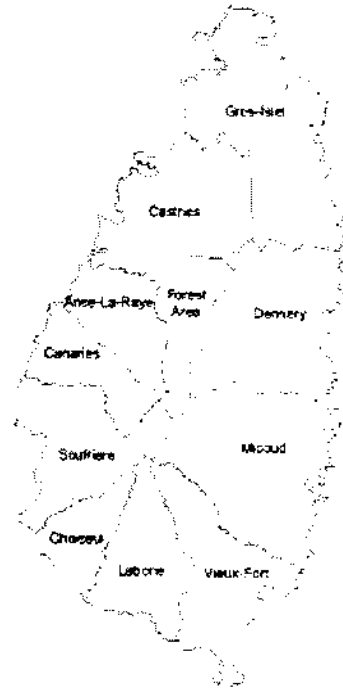 Gros-Islet
Castries
Anse-La-Raye
Forest
Area
Dennery
Canaries
Soufriere
Micoud
Choiseul
Laborie
Vieux-Fort